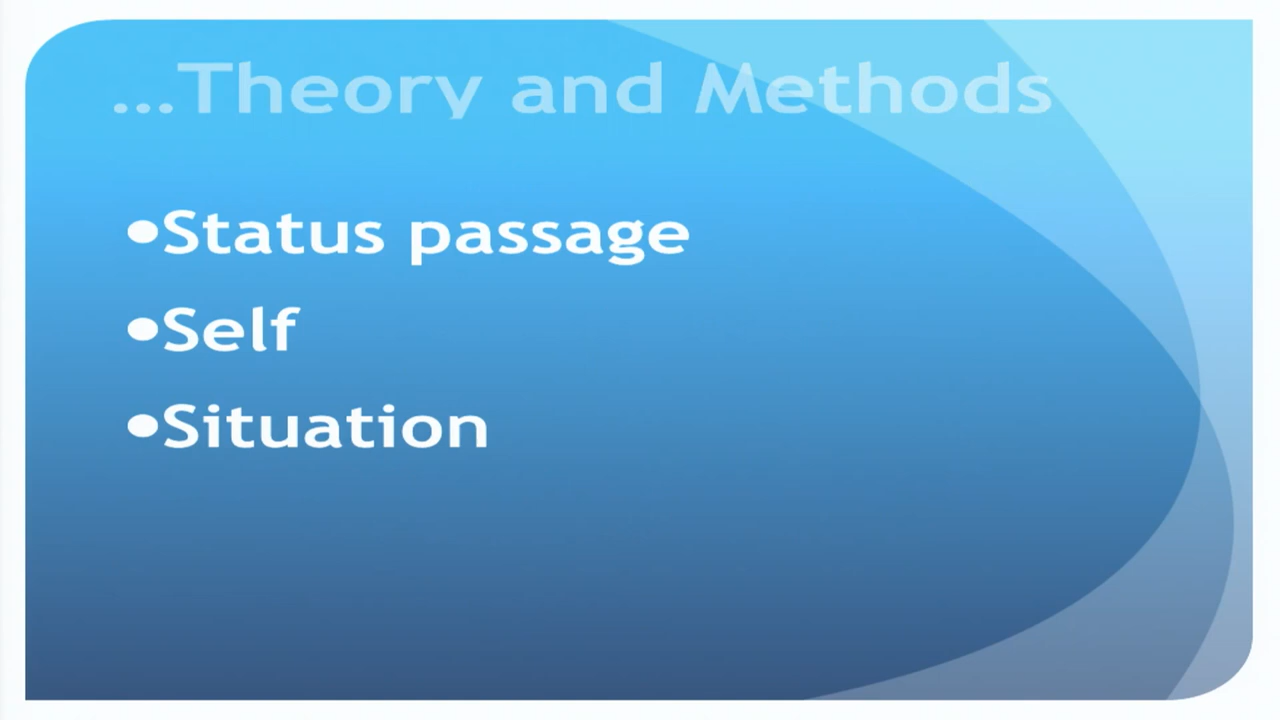 ...Theory and Methods
•Status passage
•Self
•Situation